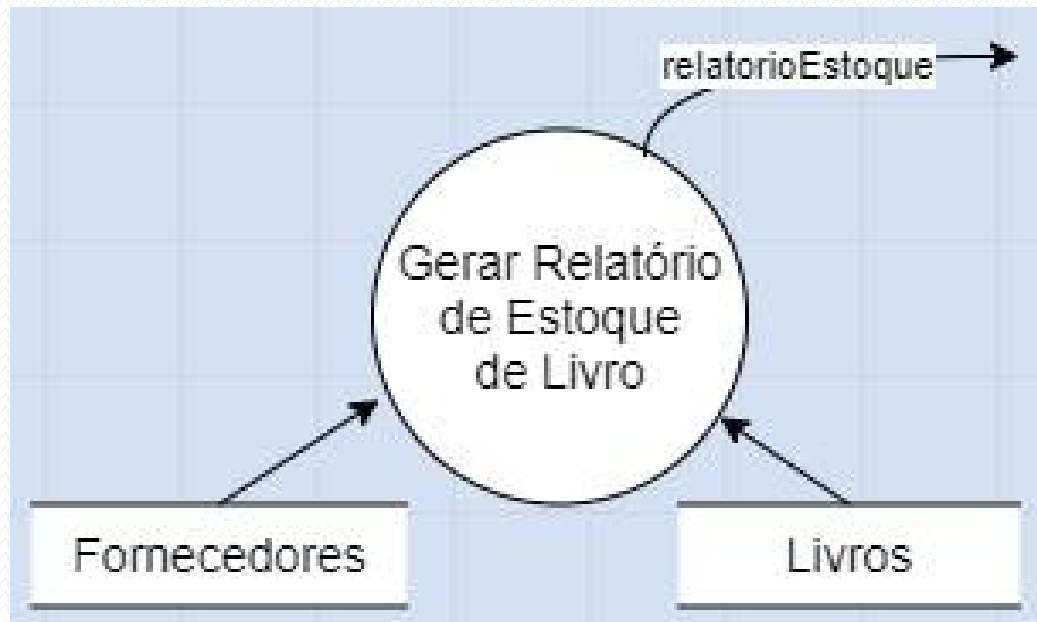 relatorioEstoque
Gerar Relatório
de Estoque
de Livro
Fornecedores
Livros